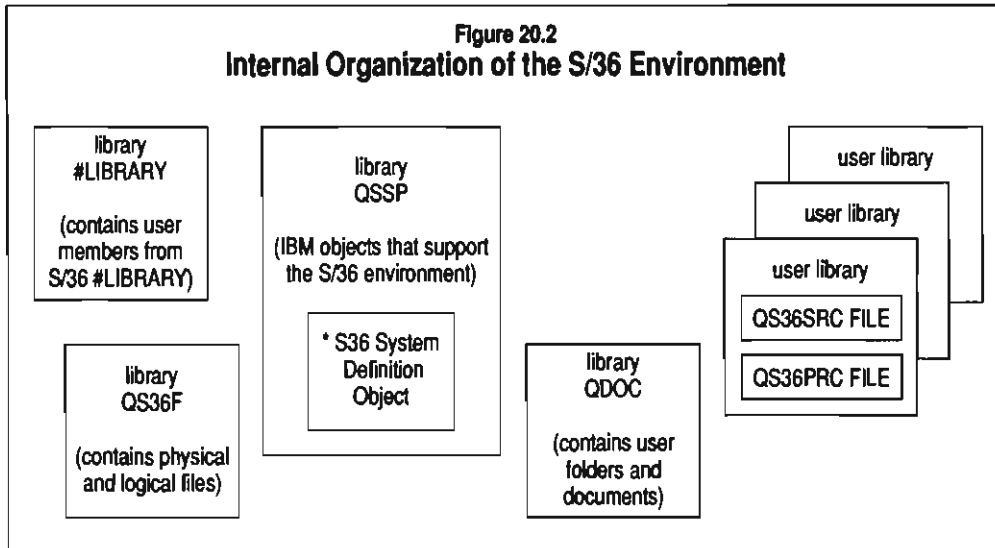 Figure 20.2
Internal Organization of the S/36 Environment
library
#LIBRARY
(contains user
members from
S/36 #LIBRARY)
library
QSSP
(IBM objects that support
the S/36 environment)
* S36 System
Definition
Object
user library
user library
user library
QS36SRC FILE
QS36PRC FILE
library
QS36F
(contains physical
and logical files)
library
QDOC
(contains user
folders and
documents)